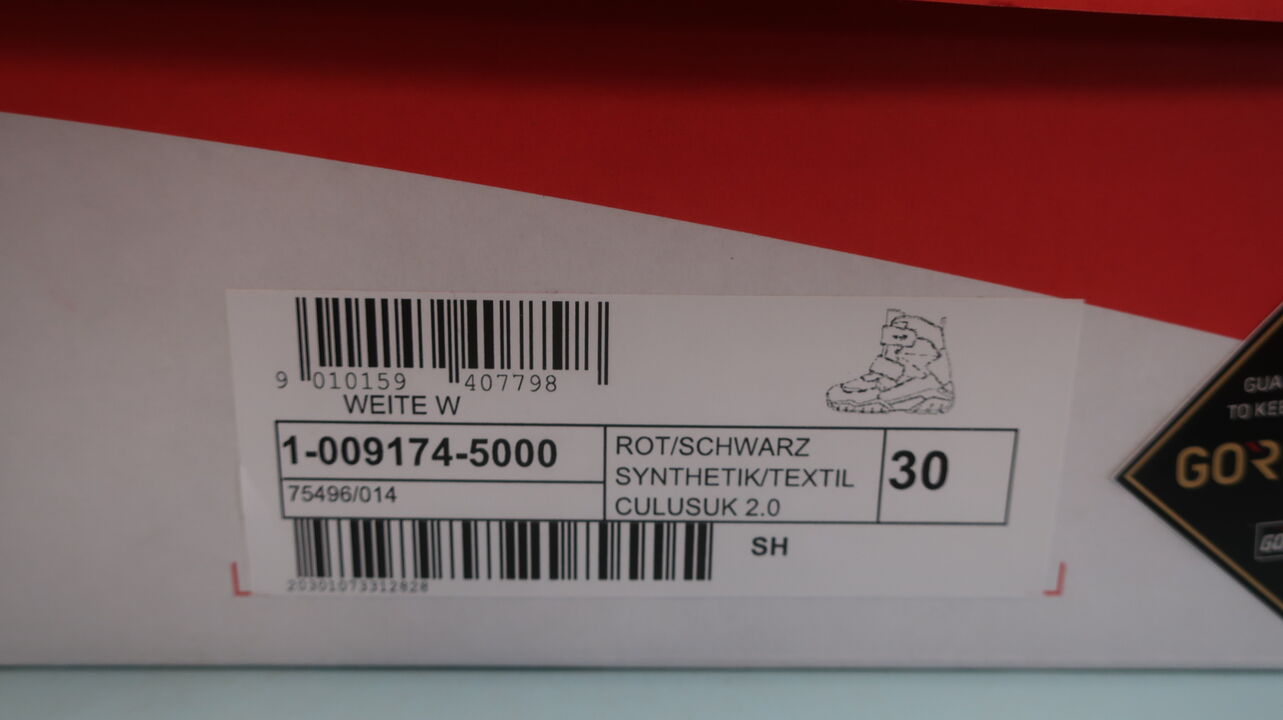 9 010159 407798
WEITE W
1-009174-5000
75496/014
ROT/SCHWARZ
SYNTHETIK/TEXTIL
CULUSUK 2.0
30
SH
20301073312828
GUA
TO KE
GOR
GO